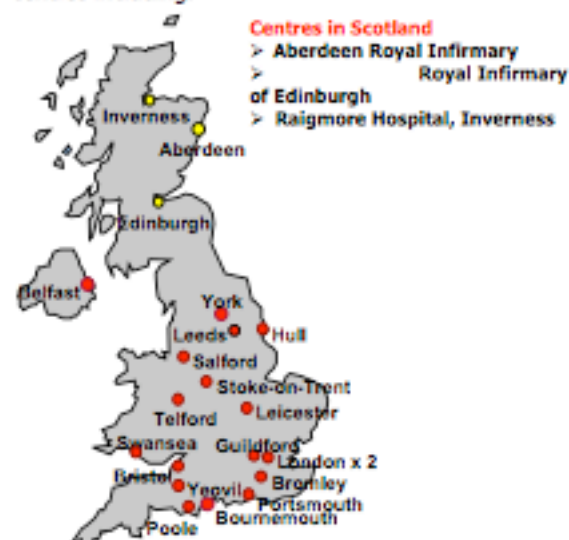 Centres in Scotland
➢ Aberdeen Royal Infirmary
➢ Royal Infirmary
of Edinburgh
➢ Raigmore Hospital, Inverness
Inverness
Aberdeen
Edinburgh
Belfast
York
Leeds
Hull
Salford
Stoke-on-Trent
Telford
Leicester
Swansea
Guildford
London x 2
Bristol
Bromley
Yeovil
Portsmouth
Bournemouth
Poole